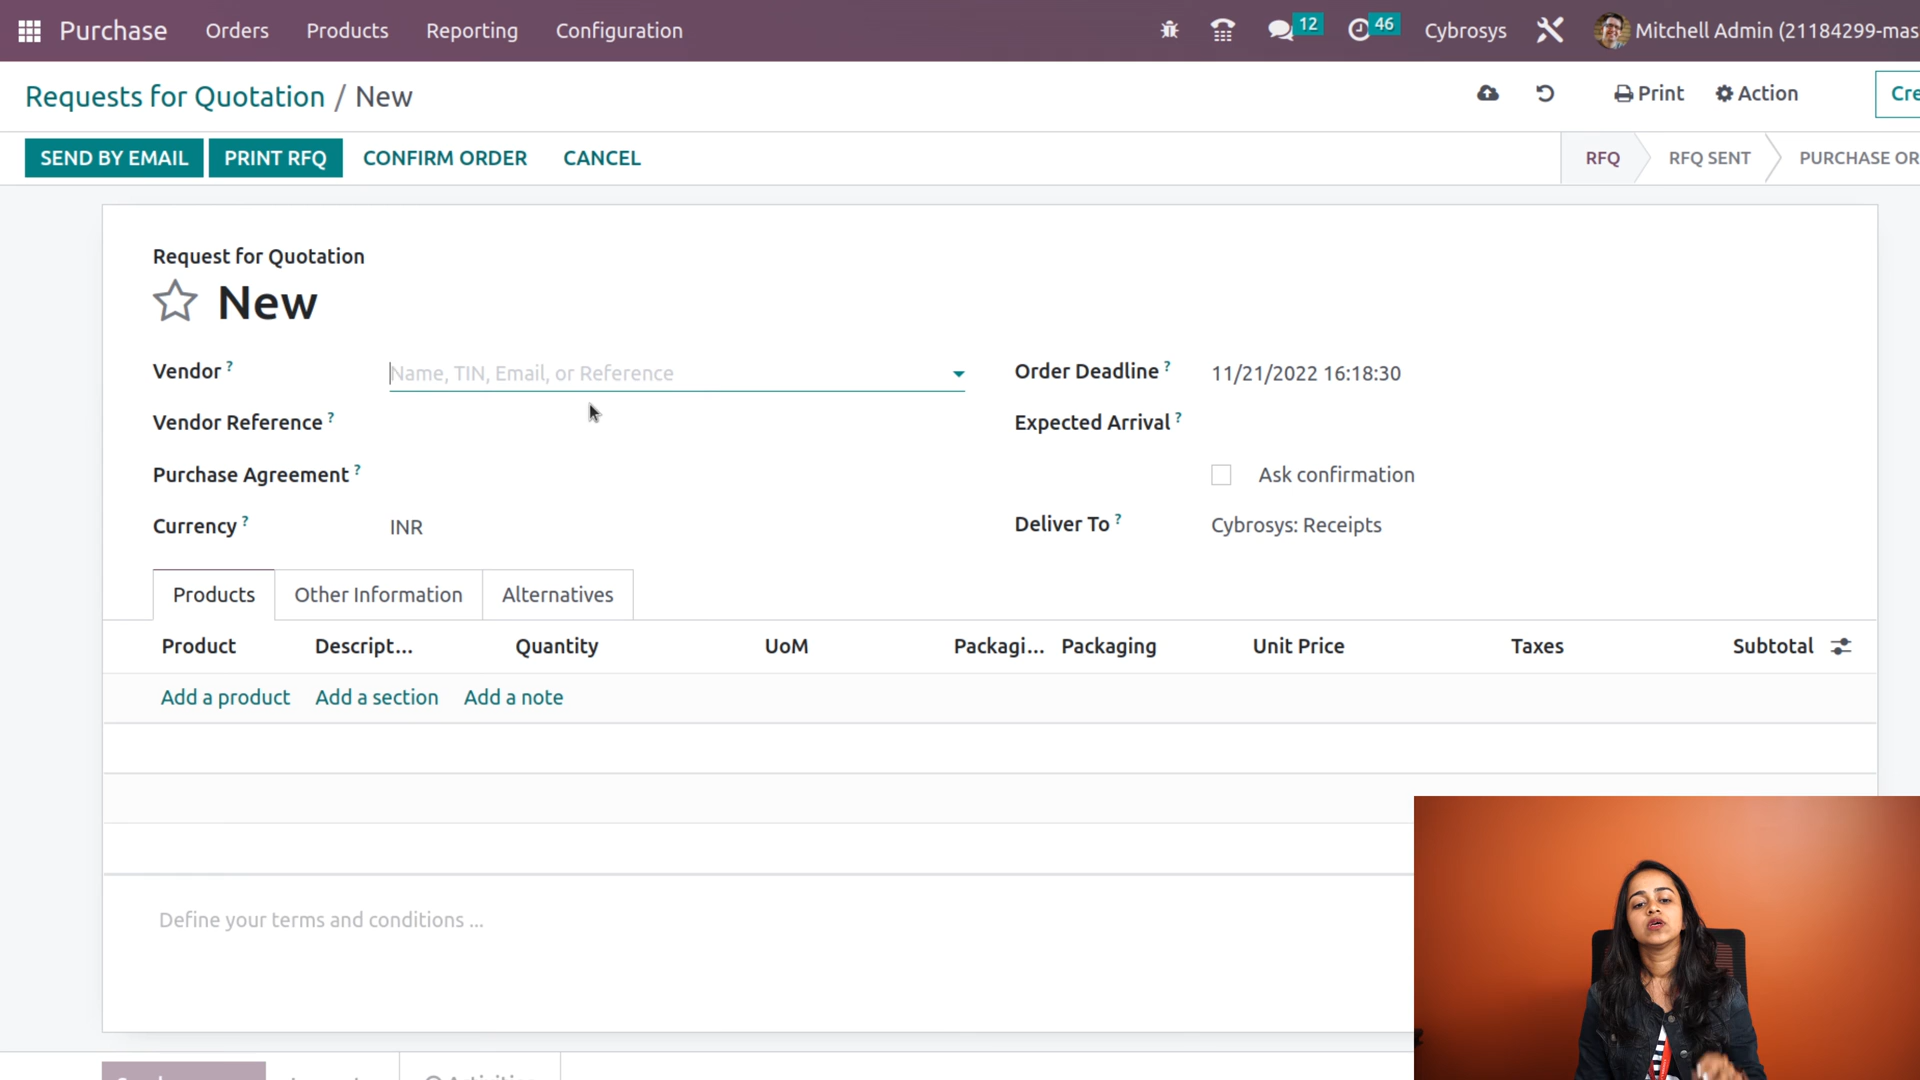 Purchase Orders Products Reporting Configuration 12 46 Cybrosys Mitchell Admin (21184299-mas
Requests for Quotation / New Print Action Cre
SEND BY EMAIL PRINT RFQ CONFIRM ORDER CANCEL RFQ RFQ SENT PURCHASE OR
Request for Quotation
New
Vendor ? Name, TIN, Email, or Reference Order Deadline ? 11/21/2022 16:18:30
Vendor Reference ? Expected Arrival ?
Purchase Agreement ? Ask confirmation
Currency ? INR Deliver To ? Cybrosys: Receipts
Products Other Information Alternatives
Product Descript... Quantity UoM Packagi... Packaging Unit Price Taxes Subtotal
Add a product Add a section Add a note
Define your terms and conditions ...